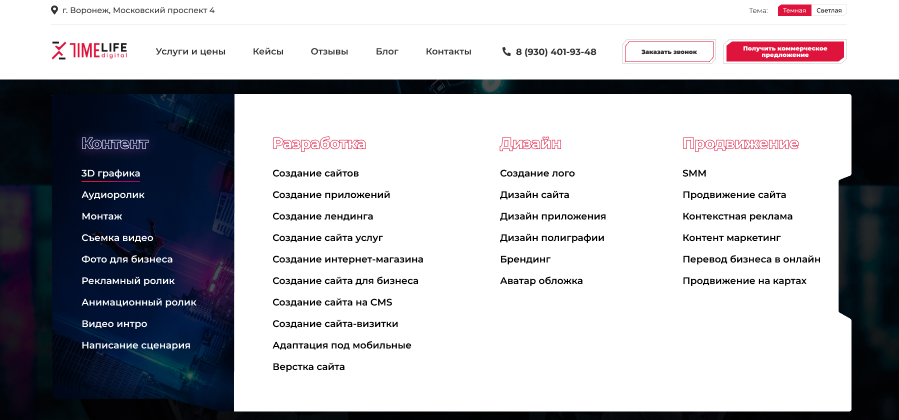 г. Воронеж, Московский проспект 4
Тема:
Темная
Светлая
TIMELIFE
digital
Услуги и цены
Кейсы
Отзывы
Блог
Контакты
8 (930) 401-93-48
Заказать звонок
Получить коммерческое
предложение
Контент
3D графика
Аудиоролик
Монтаж
Съемка видео
Фото для бизнеса
Рекламный ролик
Анимационный ролик
Видео интро
Написание сценария
Разработка
Создание сайтов
Создание приложений
Создание лендинга
Создание сайта услуг
Создание интернет-магазина
Создание сайта для бизнеса
Создание сайта на CMS
Создание сайта-визитки
Адаптация под мобильные
Верстка сайта
Дизайн
Создание лого
Дизайн сайта
Дизайн приложения
Дизайн полиграфии
Брендинг
Аватар обложка
Продвижение
SMM
Продвижение сайта
Контекстная реклама
Контент маркетинг
Перевод бизнеса в онлайн
Продвижение на картах